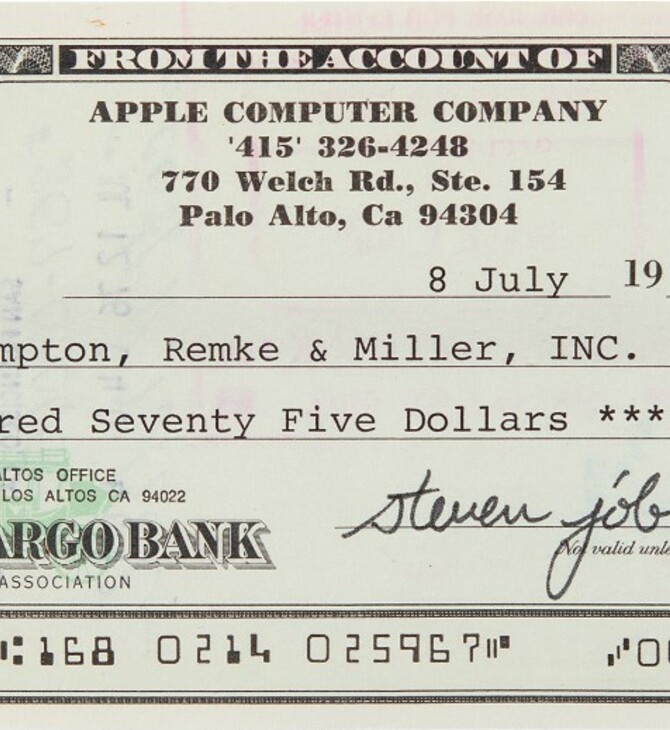 FROM THE ACCOUNT OF
APPLE COMPUTER COMPANY
'415' 326-4248
770 Welch Rd., Ste. 154
Palo Alto, Ca 94304
8 July 19
mpton, Remke & Miller, INC.
red Seventy Five Dollars ***
ALTOS OFFICE
LOS ALTOS CA 94022
ARGO BANK
ASSOCIATION
steven job
Not valid unle
168 0214 025967 00